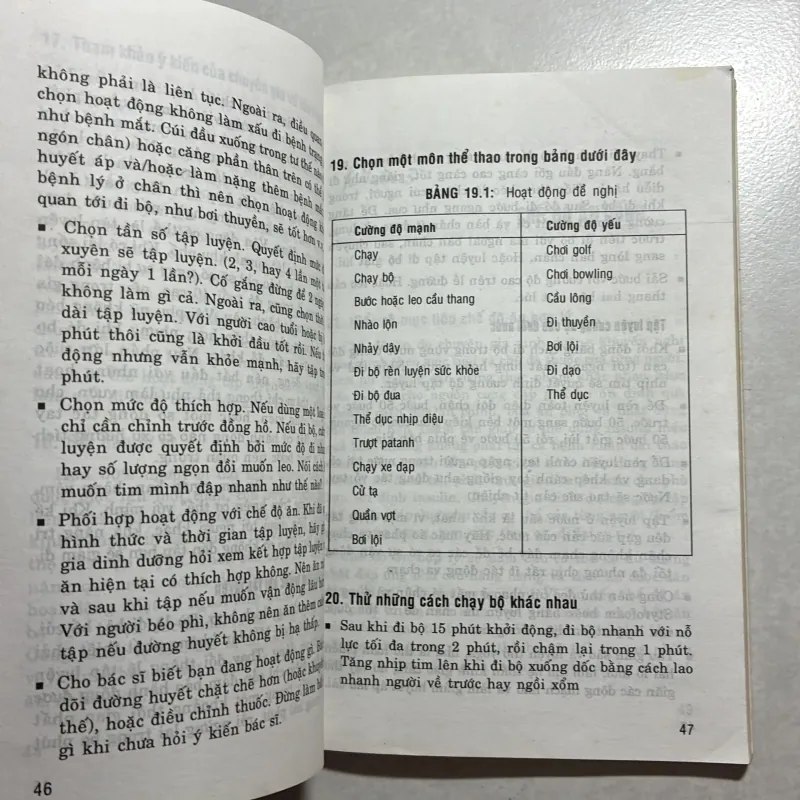 không phải là liên tục. Ngoài ra, điều quan
chọn hoạt động không làm xấu đi bệnh trạng
như bệnh mắt. Cúi đầu xuống trong tư thế
ngón chân) hoặc căng phần thân trên có thể
huyết áp và/hoặc làm nặng thêm bệnh
bệnh lý ở chân thì nên chọn hoạt động
quan tới đi bộ, như bơi thuyền, sẽ tốt hơn
▪ Chọn tần số tập luyện. Quyết định
xuyên sẽ tập luyện. (2, 3, hay 4 lần một
mỗi ngày 1 lần?). Cố gắng đừng để 2
không làm gì cả. Ngoài ra, cũng chọn
dài tập luyện. Với người cao tuổi hoặc
phút thôi cũng là khởi đầu tốt rồi. Nếu
động nhưng vẫn khỏe mạnh, hãy tập
phút.
▪ Chọn mức độ thích hợp. Nếu dùng một
chỉ cần chỉnh trước đồng hồ. Nếu đi bộ,
luyện được quyết định bởi mức độ đi
hay số lượng ngọn đồi muốn leo. Nói cách
muốn tim mình đập nhanh như thế nào?
▪ Phối hợp hoạt động với chế độ ăn. Khi đi
hình thức và thời gian tập luyện, hãy
gia dinh dưỡng hỏi xem kết hợp tập luyện
ăn hiện tại có thích hợp không. Nên ăn
và sau khi tập nếu muốn vận động lâu
Với người béo phì, không nên ăn thêm
tập nếu đường huyết không bị hạ thấp.
▪ Cho bác sĩ biết bạn đang hoạt động gì.
dõi đường huyết chặt chẽ hơn (hoặc
thế), hoặc điều chỉnh thuốc. Đừng làm
gì khi chưa hỏi ý kiến bác sĩ.
46
19. Chọn một môn thể thao trong bảng dưới đây
BẢNG 19.1: Hoạt động đề nghị
Cường độ mạnh Cường độ yếu
Chạy Chơi golf
Chạy bộ Chơi bowling
Bước hoặc leo cầu thang Cầu lông
Nhào lộn Đi thuyền
Nhảy dây Bơi lội
Đi bộ rèn luyện sức khỏe Đi dạo
Đi bộ đua Thể dục
Thể dục nhịp điệu
Trượt patanh
Chạy xe đạp
Cử tạ
Quần vợt
Bơi lội
20. Thử những cách chạy bộ khác nhau
▪ Sau khi đi bộ 15 phút khởi động, đi bộ nhanh với nỗ
lực tối đa trong 2 phút, rồi chậm lại trong 1 phút.
Tăng nhịp tim lên khi đi bộ xuống dốc bằng cách lao
nhanh người về trước hay ngồi xổm
47